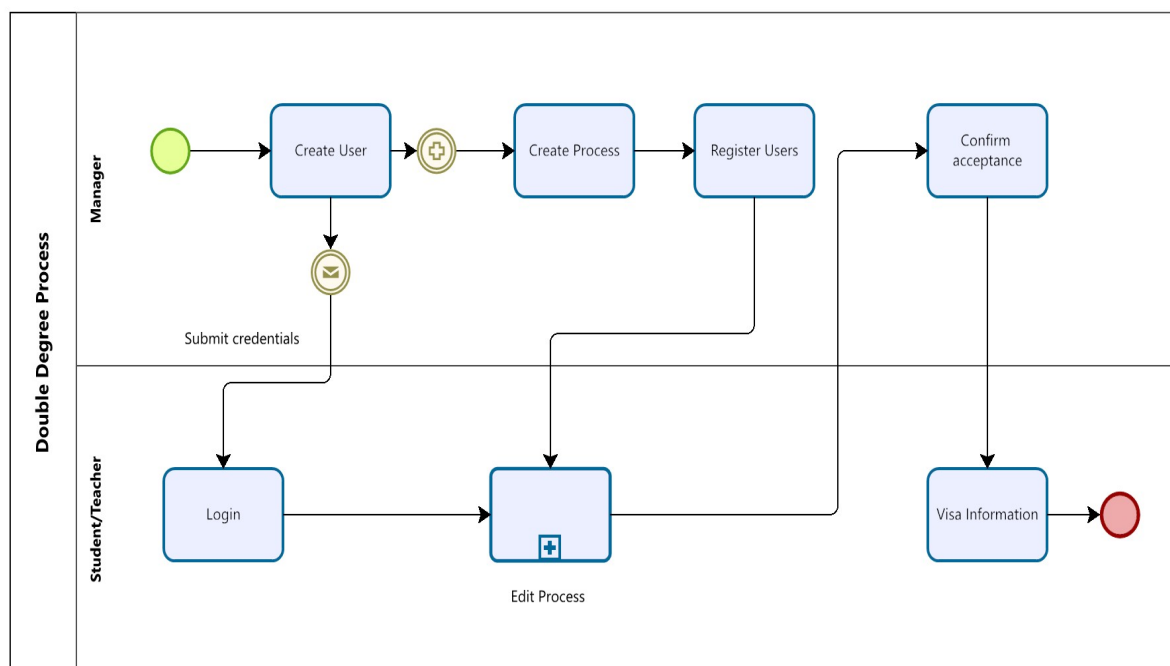 Double Degree Process
Manager
Create User
Create Process
Register Users
Confirm
acceptance
Submit credentials
Student/Teacher
Login
Edit Process
Visa Information